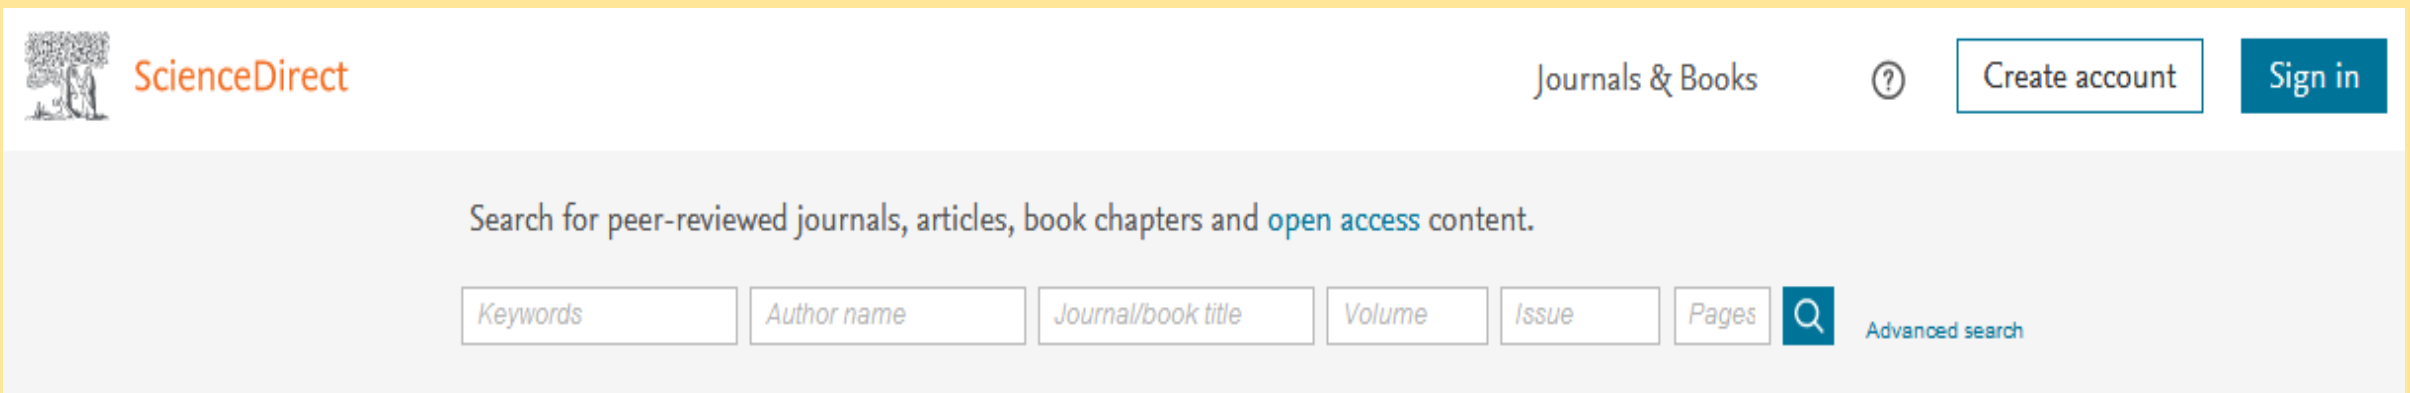 ScienceDirect
Journals & Books
?
Create account
Sign in
Search for peer-reviewed journals, articles, book chapters and open access content.
Keywords
Author name
Journal/book title
Volume
Issue
Pages
Advanced search